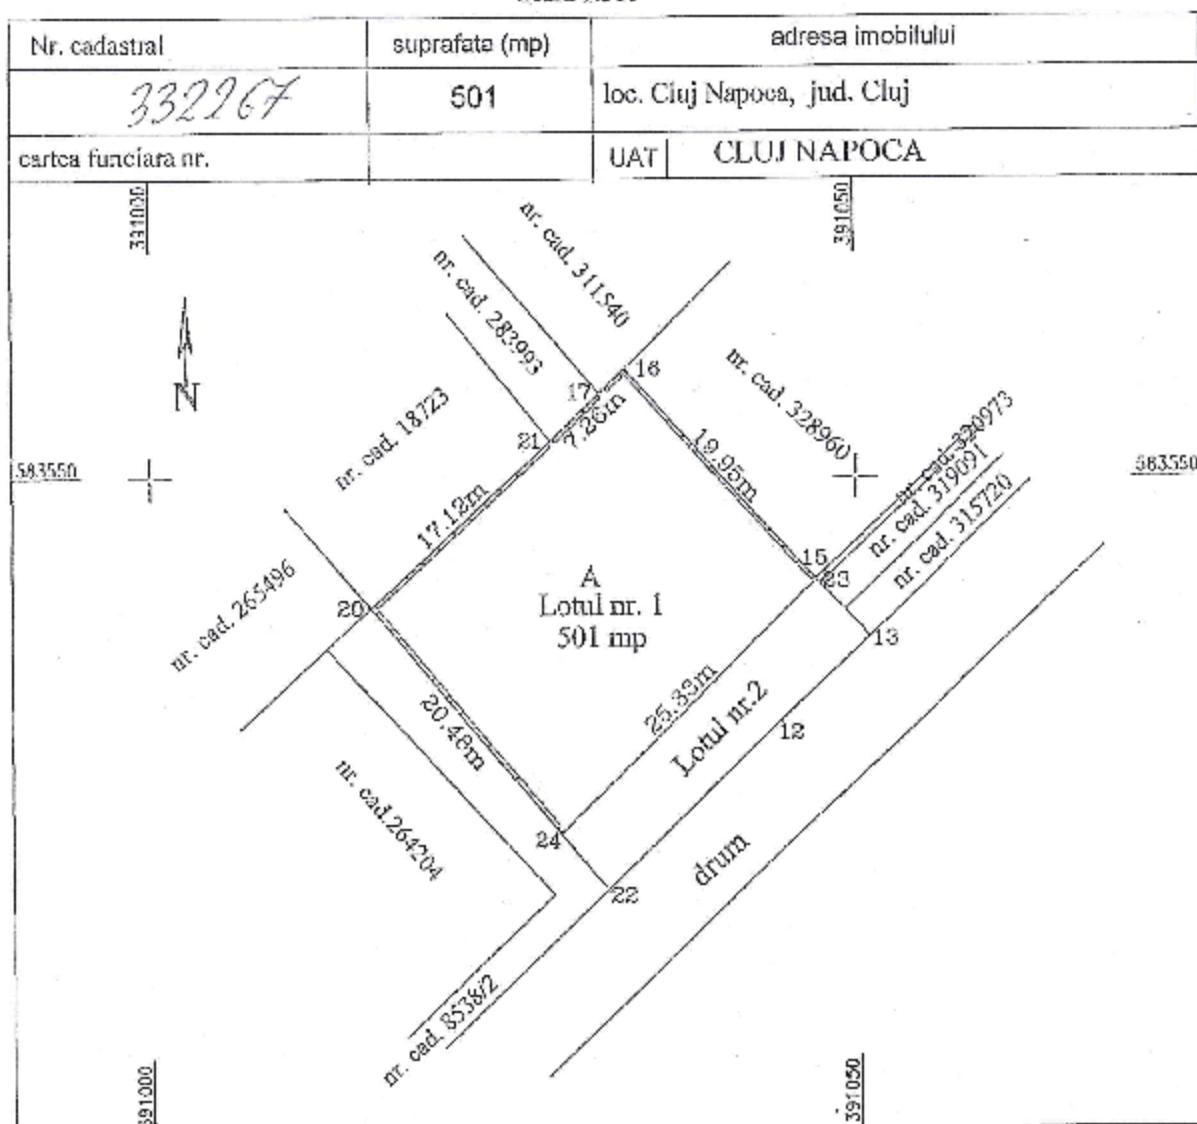 Nr. cadastral
suprafata (mp)
adresa imobilului
332267
501
loc. Cluj Napoca, jud. Cluj
cartea funciara nr.
UAT
CLUJ NAPOCA
391000
391050
nr. cad. 311540
nr. cad. 283993
N
16
17
7.26m
nr. cad. 328960
nr. cad. 18723
21
19.95m
nr. cad. 320973
nr. cad. 319091
nr. cad. 315720
583550
583550
17.12m
15
23
A
Lotul nr. 1
501 mp
nr. cad. 265496
20
13
25.33m
Lotul nr.2
12
20.48m
nr. cad.264204
24
drum
22
nr. cad. 8538/2
391000
391050